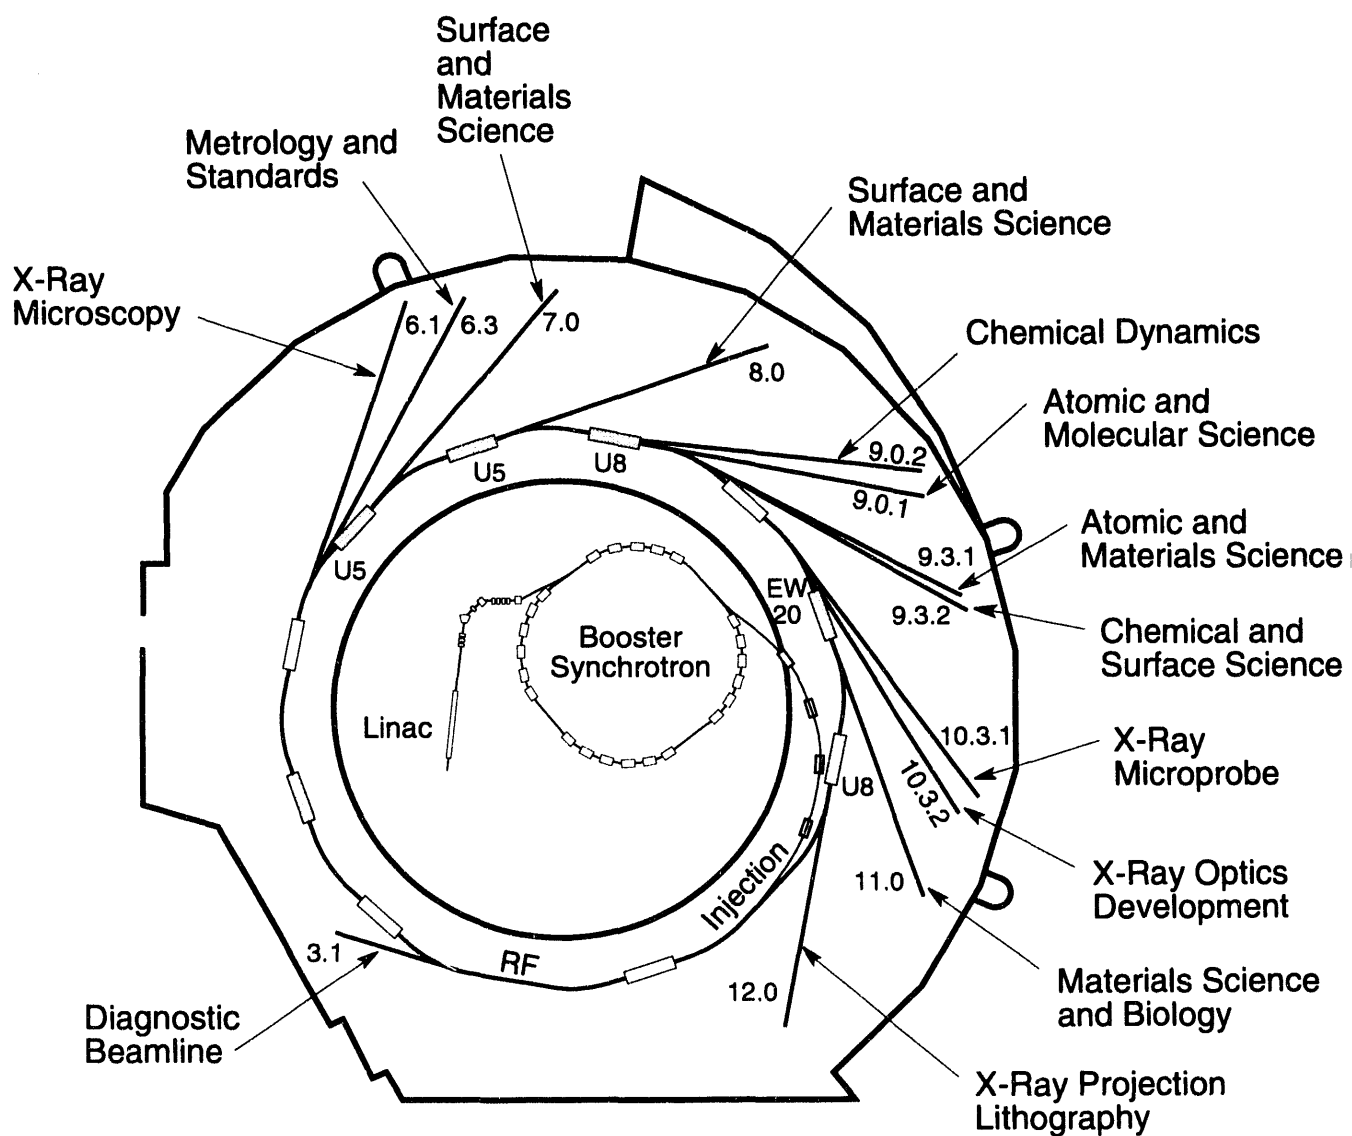 Surface
and
Materials
Science
Metrology and
Standards
Surface and
Materials Science
X-Ray
Microscopy
6.1
6.3
7.0
Chemical Dynamics
8.0
Atomic and
Molecular Science
9.0.2
U5
U8
9.0.1
Atomic and
Materials Science
9.3.1
U5
EW
20
9.3.2
Chemical and
Surface Science
Booster
Synchrotron
Linac
10.3.1
X-Ray
Microprobe
U8
10.3.2
X-Ray Optics
Development
11.0
Injection
3.1
RF
12.0
Materials Science
and Biology
Diagnostic
Beamline
X-Ray Projection
Lithography